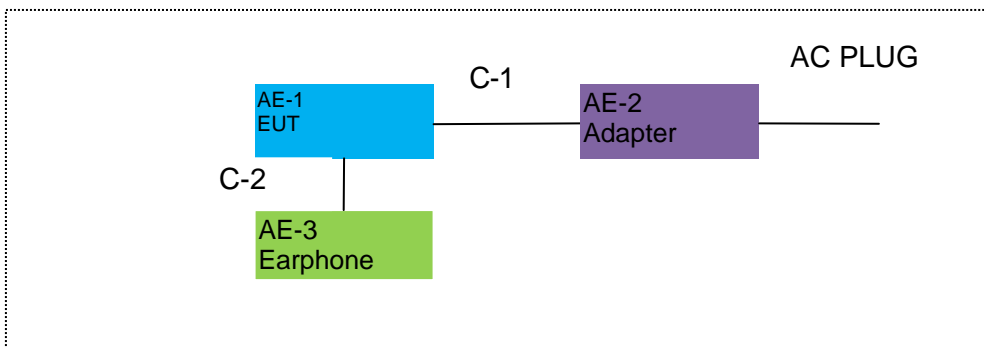 AC PLUG
C-1
AE-1
EUT
AE-2
Adapter
C-2
AE-3
Earphone